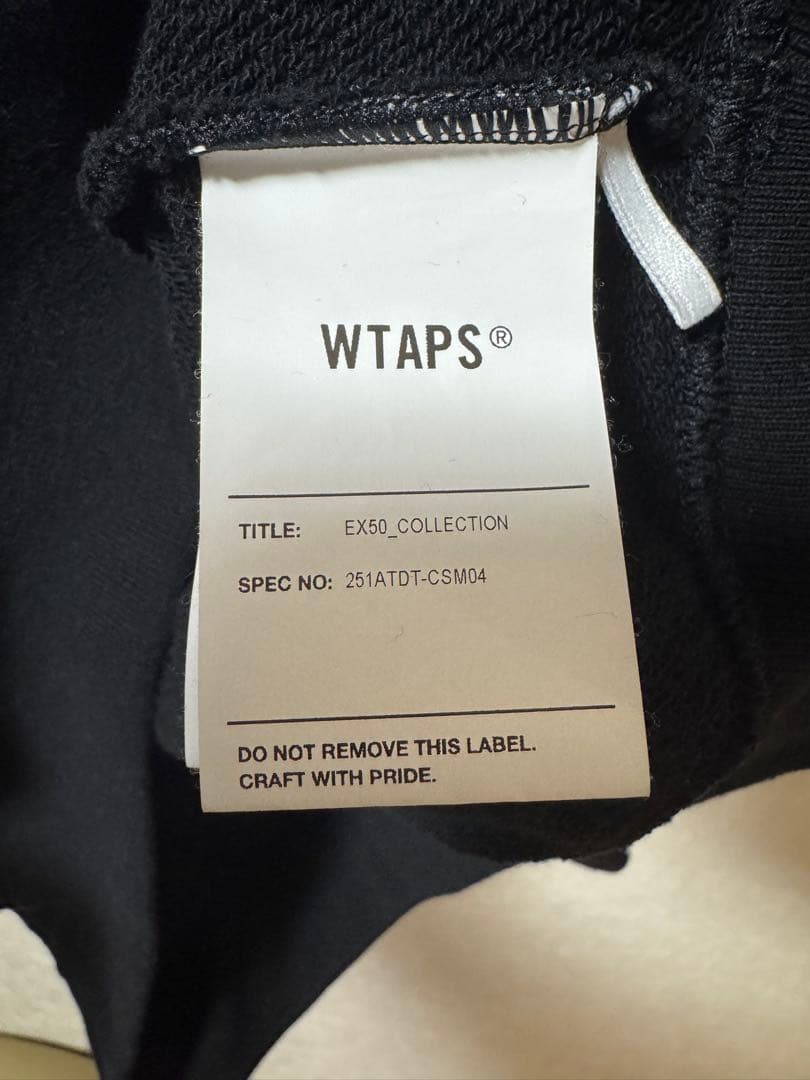 WTAPS®
TITLE: EX50_COLLECTION
SPEC NO: 251ATDT-CSM04
DO NOT REMOVE THIS LABEL.
CRAFT WITH PRIDE.